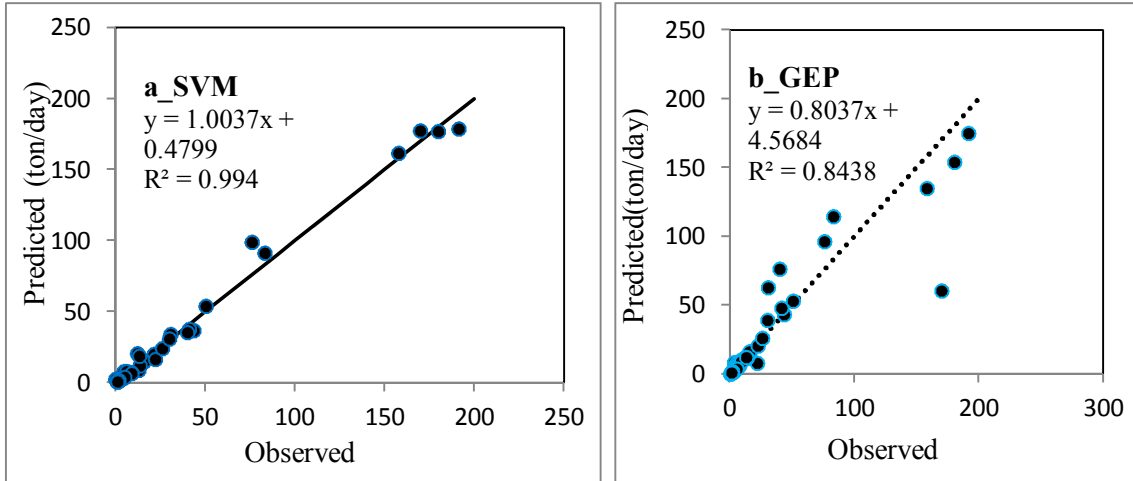 250
200
150
100
50
0
Predicted (ton/day)
a_SVM
y = 1.0037x +
0.4799
R² = 0.994
0 50 100 150 200 250
Observed
250
200
150
100
50
0
Predicted(ton/day)
b_GEP
y = 0.8037x +
4.5684
R² = 0.8438
0 100 200 300
Observed